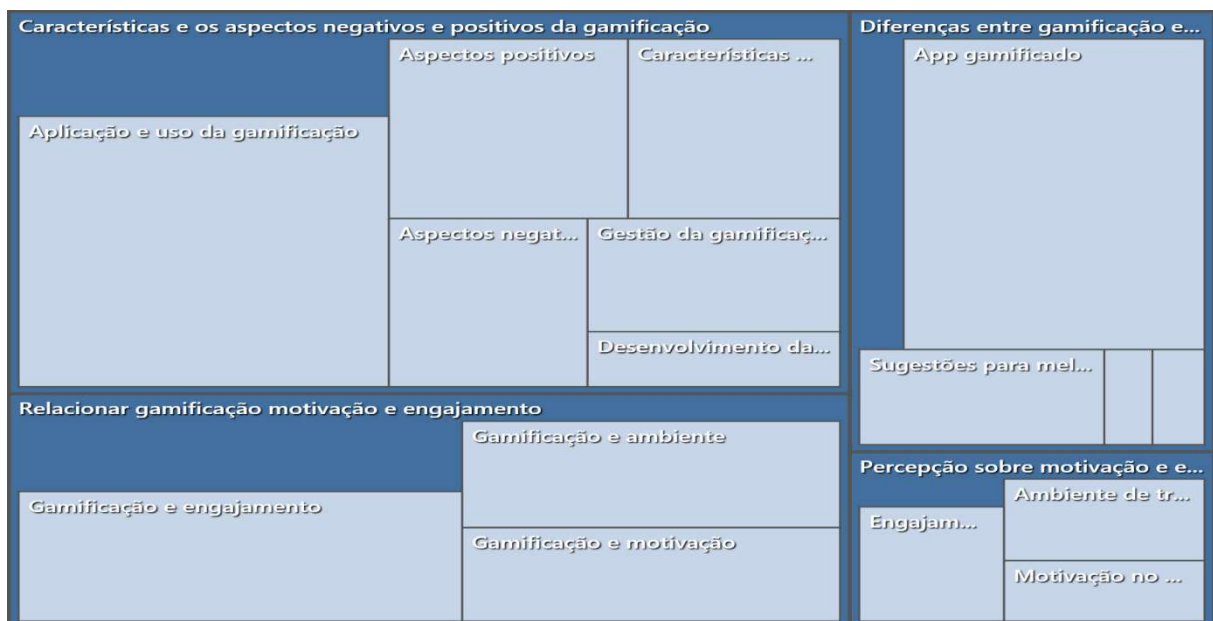 Características e os aspectos negativos e positivos da gamificação
Aspectos positivos
Características ...
Aplicação e uso da gamificação
Aspectos negat...
Gestão da gamificaç...
Desenvolvimento da...
Relacionar gamificação motivação e engajamento
Gamificação e ambiente
Gamificação e engajamento
Gamificação e motivação
Diferenças entre gamificação e...
App gamificado
Sugestões para mel...
Percepção sobre motivação e e...
Ambiente de tr...
Engajam...
Motivação no ...